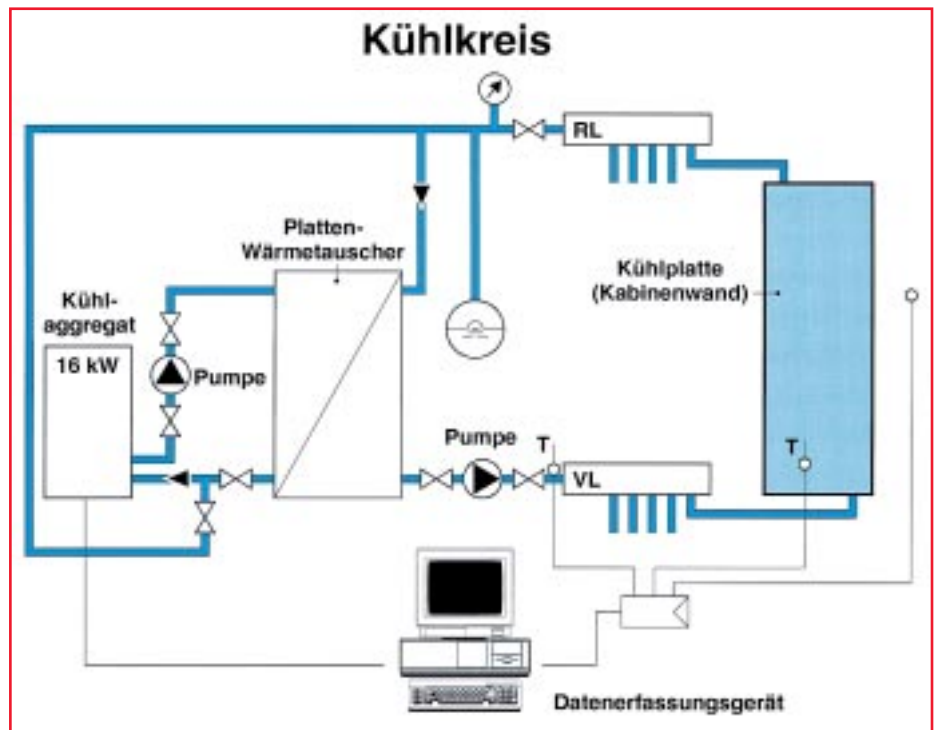 Kühlkreis
RL
Platten-
Wärmetauscher
Kühl-
aggregat
16 kW
Pumpe
Kühlplatte
(Kabinenwand)
Pumpe
T
VL
T
Datenerfassungsgerät